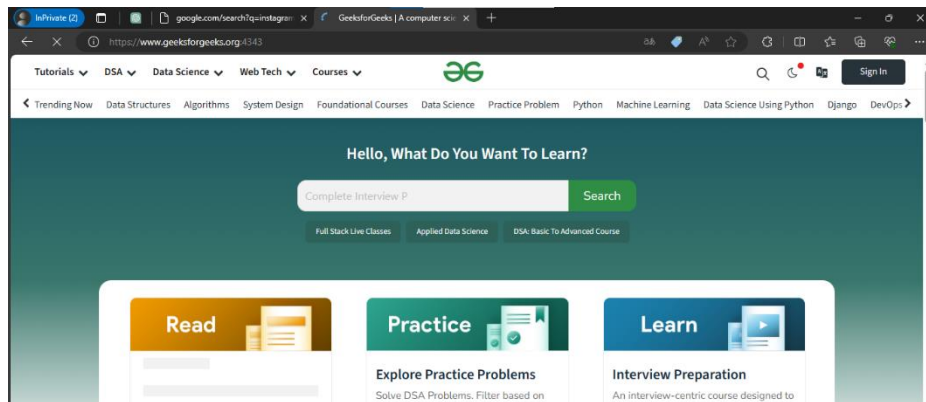 InPrivate (2) google.com/search?q=instagran GeeksforGeeks | A computer scie
https://www.geeksforgeeks.org:4343
Tutorials DSA Data Science Web Tech Courses Sign In
Trending Now Data Structures Algorithms System Design Foundational Courses Data Science Practice Problem Python Machine Learning Data Science Using Python Django DevOps
Hello, What Do You Want To Learn?
Complete Interview P Search
Full Stack Live Classes Applied Data Science DSA: Basic To Advanced Course
Read Practice Learn
Explore Practice Problems Interview Preparation
Solve DSA Problems. Filter based on An interview-centric course designed to